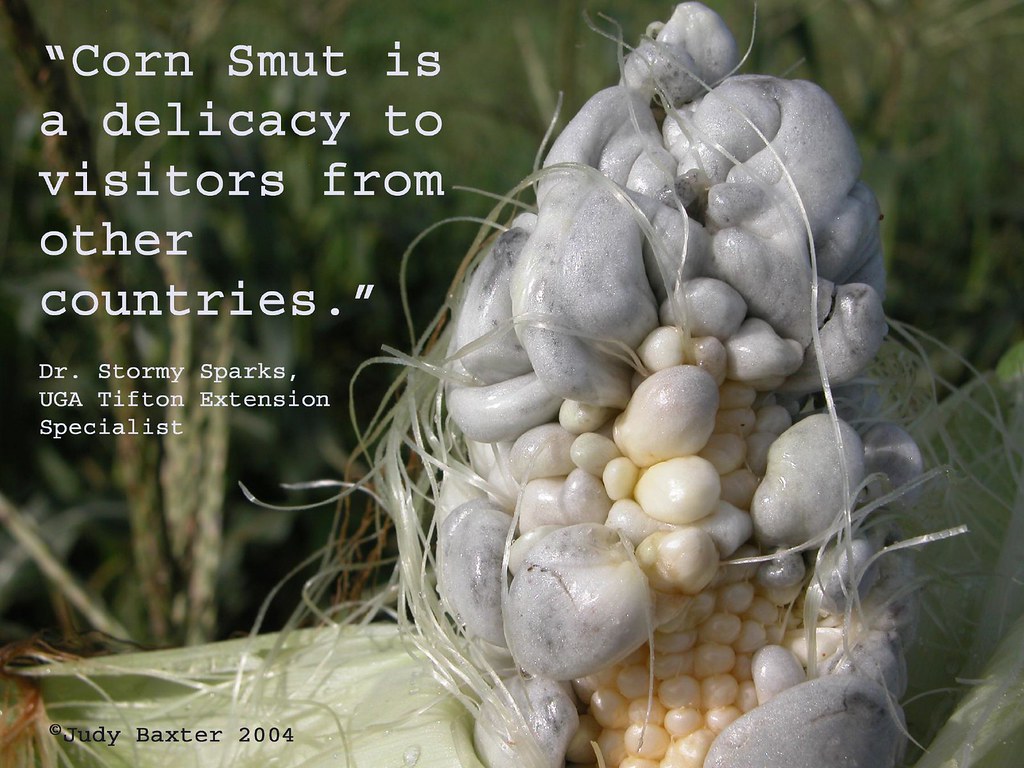 “Corn Smut is
a delicacy to
visitors from
other
countries.”
Dr. Stormy Sparks,
UGA Tifton Extension
Specialist
©Judy Baxter 2004